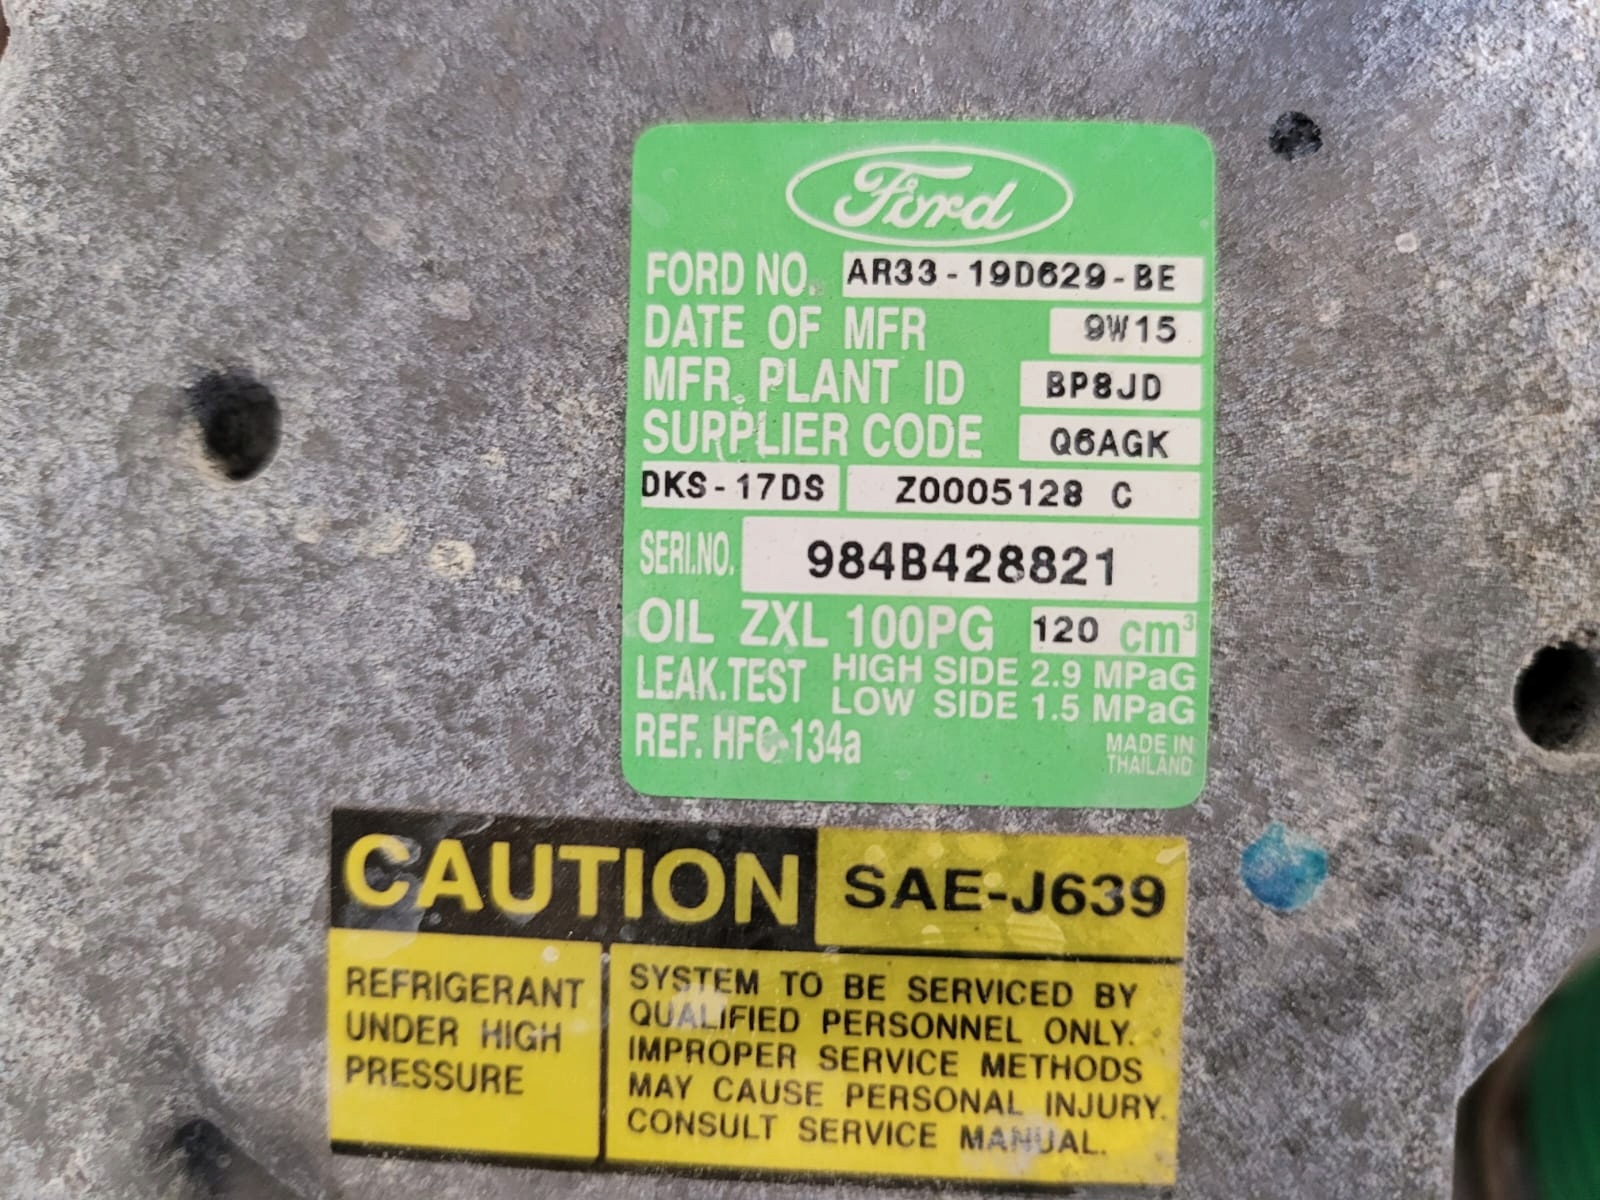 Ford
FORD NO. AR33-19D629-BE
DATE OF MFR 9W15
MFR. PLANT ID BP8JD
SUPPLIER CODE Q6AGK
DKS-17DS Z0005128 C
SERI.NO. 984B428821
OIL ZXL 100PG 120 cm³
LEAK.TEST HIGH SIDE 2.9 MPaG
LOW SIDE 1.5 MPaG
REF. HFC-134a
MADE IN
THAILAND
CAUTION SAE-J639
REFRIGERANT
UNDER HIGH
PRESSURE
SYSTEM TO BE SERVICED BY
QUALIFIED PERSONNEL ONLY.
IMPROPER SERVICE METHODS
MAY CAUSE PERSONAL INJURY.
CONSULT SERVICE MANUAL.